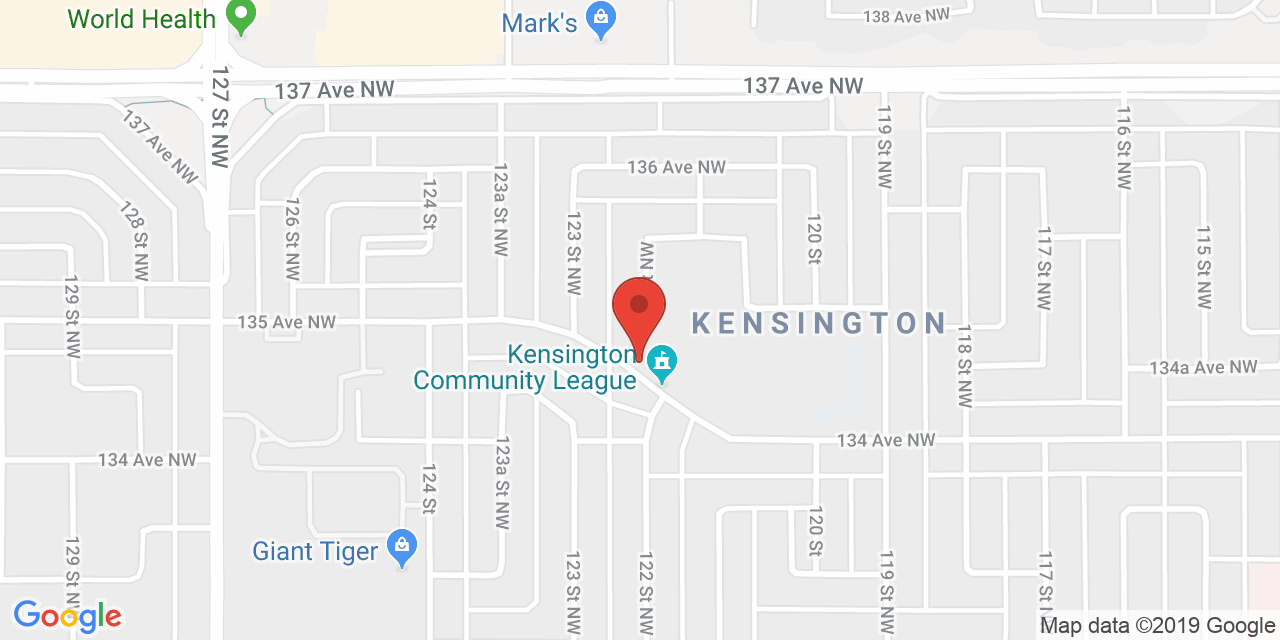 World Health
Mark's
138 Ave NW
137 Ave NW
137 Ave NW
127 St NW
137 Ave NW
119 St NW
116 St NW
136 Ave NW
123a St NW
124 St
128 St NW
126 St NW
123 St NW
120 St
117 St NW
115 St NW
NW
129 St NW
135 Ave NW
KENSINGTON
118 St NW
Kensington
Community League
134a Ave NW
134 Ave NW
134 Ave NW
123a St NW
124 St
120 St
Giant Tiger
129 St NW
123 St NW
122 St NW
119 St NW
117 St N
Google
Map data ©2019 Google